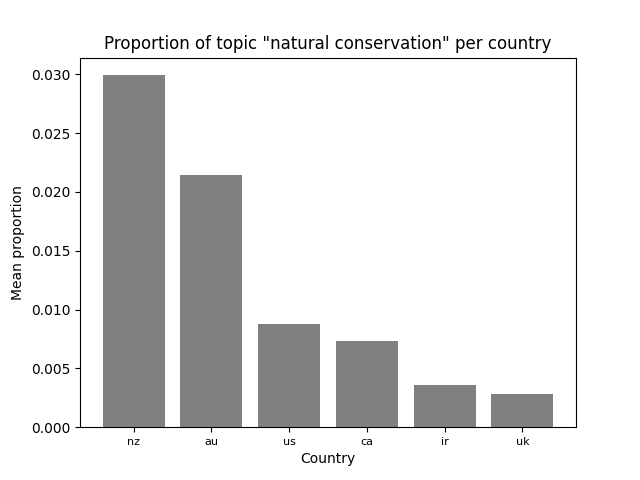 Proportion of topic "natural conservation" per country
0.030
0.025
0.020
0.015
0.010
0.005
0.000
Mean proportion
nz au us ca ir uk
Country